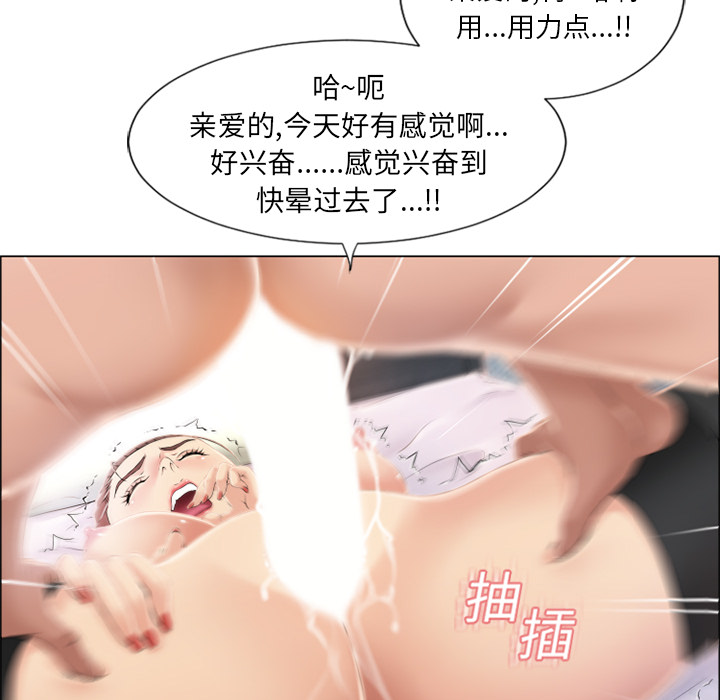 用...用力点...!!
哈~呃
亲爱的,今天好有感觉啊...
好兴奋......感觉兴奋到
快晕过去了...!!
抽
插